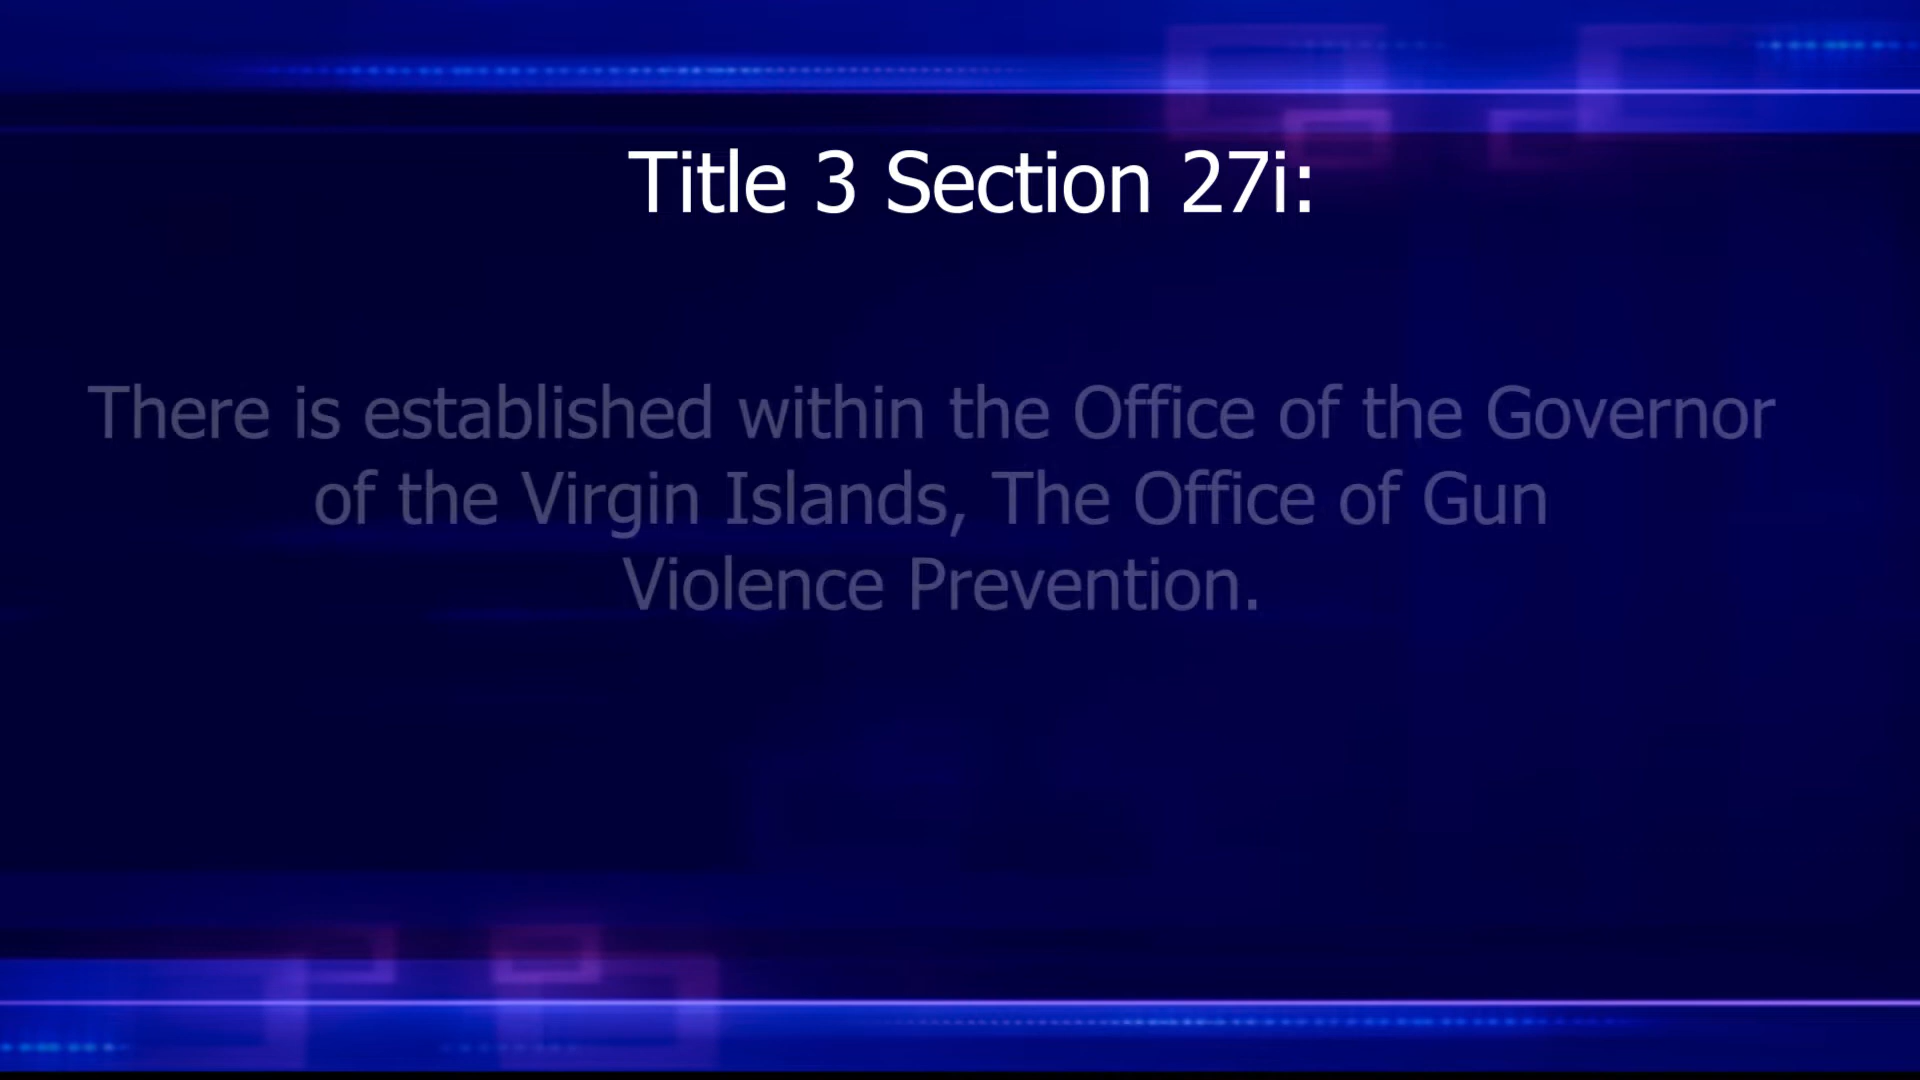 Title 3 Section 27i:
There is established within the Office of the Governor
of the Virgin Islands, The Office of Gun
Violence Prevention.